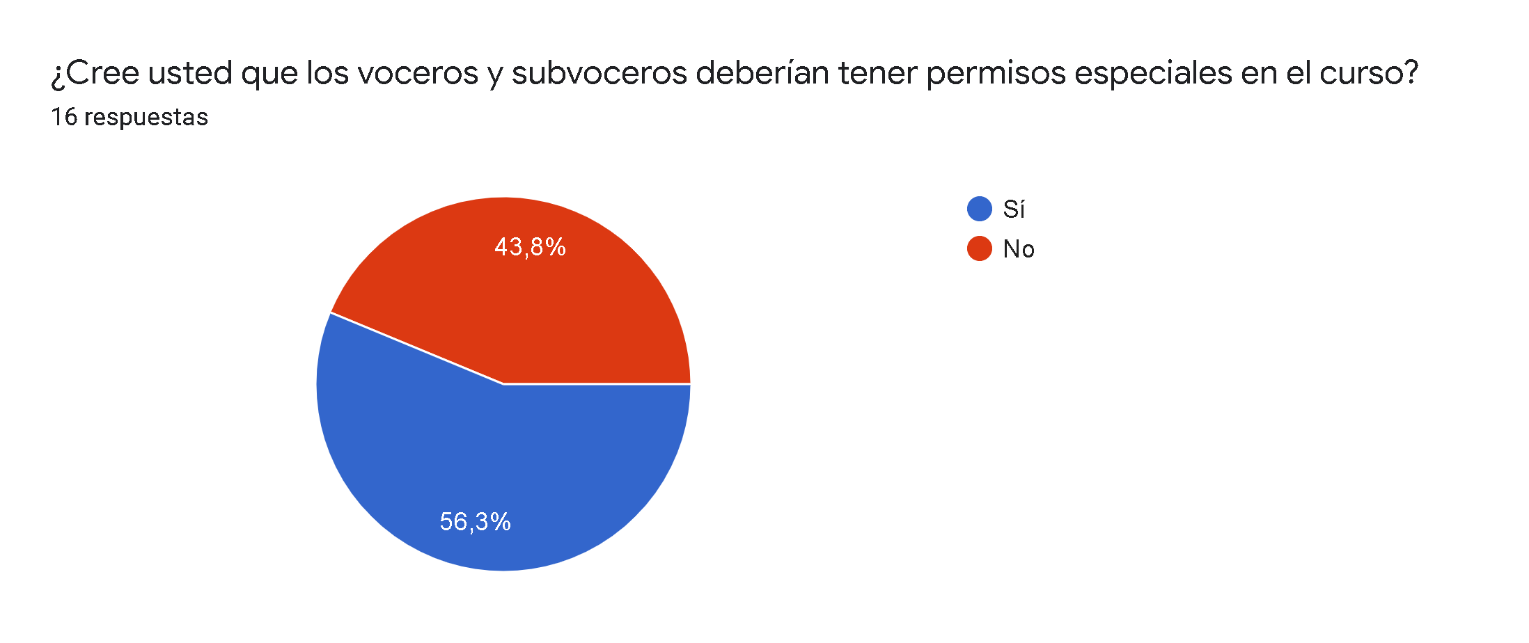 ¿Cree usted que los voceros y subvoceros deberían tener permisos especiales en el curso?
16 respuestas
Sí
No
43,8%
56,3%